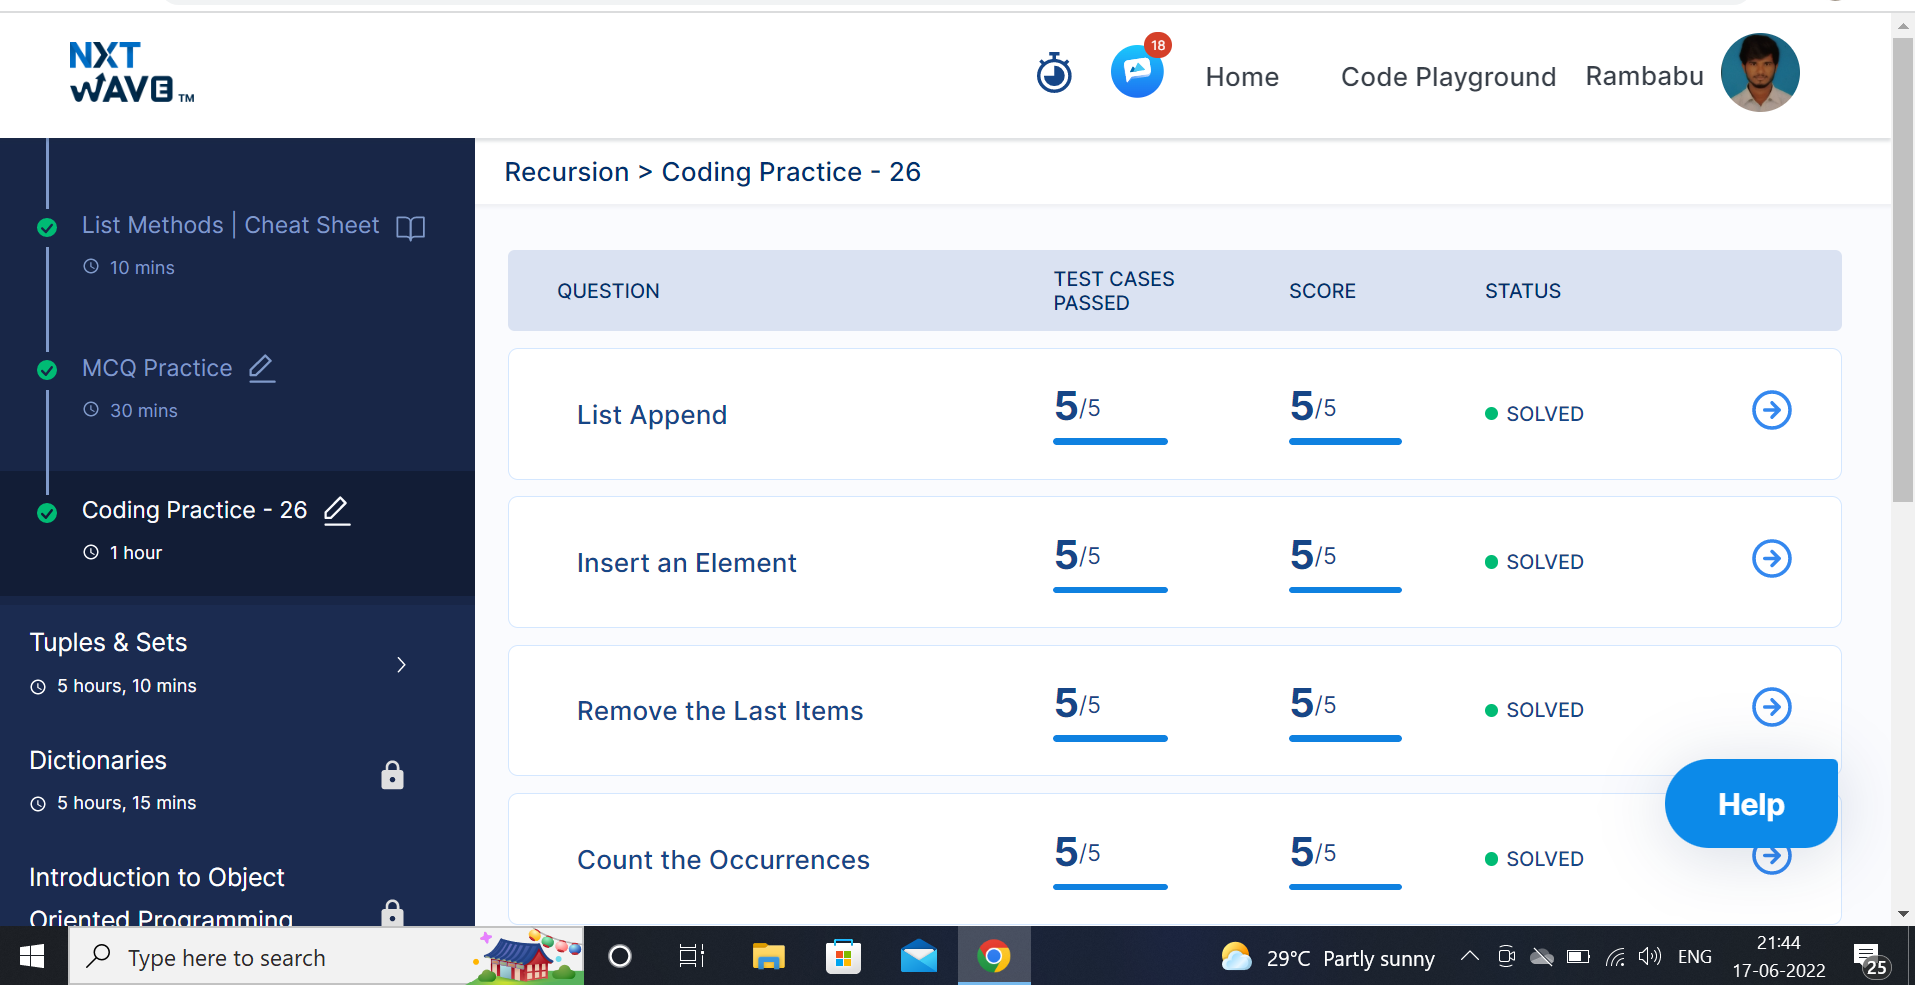 NXT
WAVE TM
18
Home
Code Playground
Rambabu
List Methods | Cheat Sheet
10 mins
MCQ Practice
30 mins
Coding Practice - 26
1 hour
Tuples & Sets
5 hours, 10 mins
Dictionaries
5 hours, 15 mins
Introduction to Object
Oriented Programming
Recursion > Coding Practice - 26
QUESTION
TEST CASES
PASSED
SCORE
STATUS
List Append
5/5
5/5
SOLVED
Insert an Element
5/5
5/5
SOLVED
Remove the Last Items
5/5
5/5
SOLVED
Count the Occurrences
5/5
5/5
SOLVED
Help
Type here to search
29°C Partly sunny
ENG
21:44
17-06-2022
25